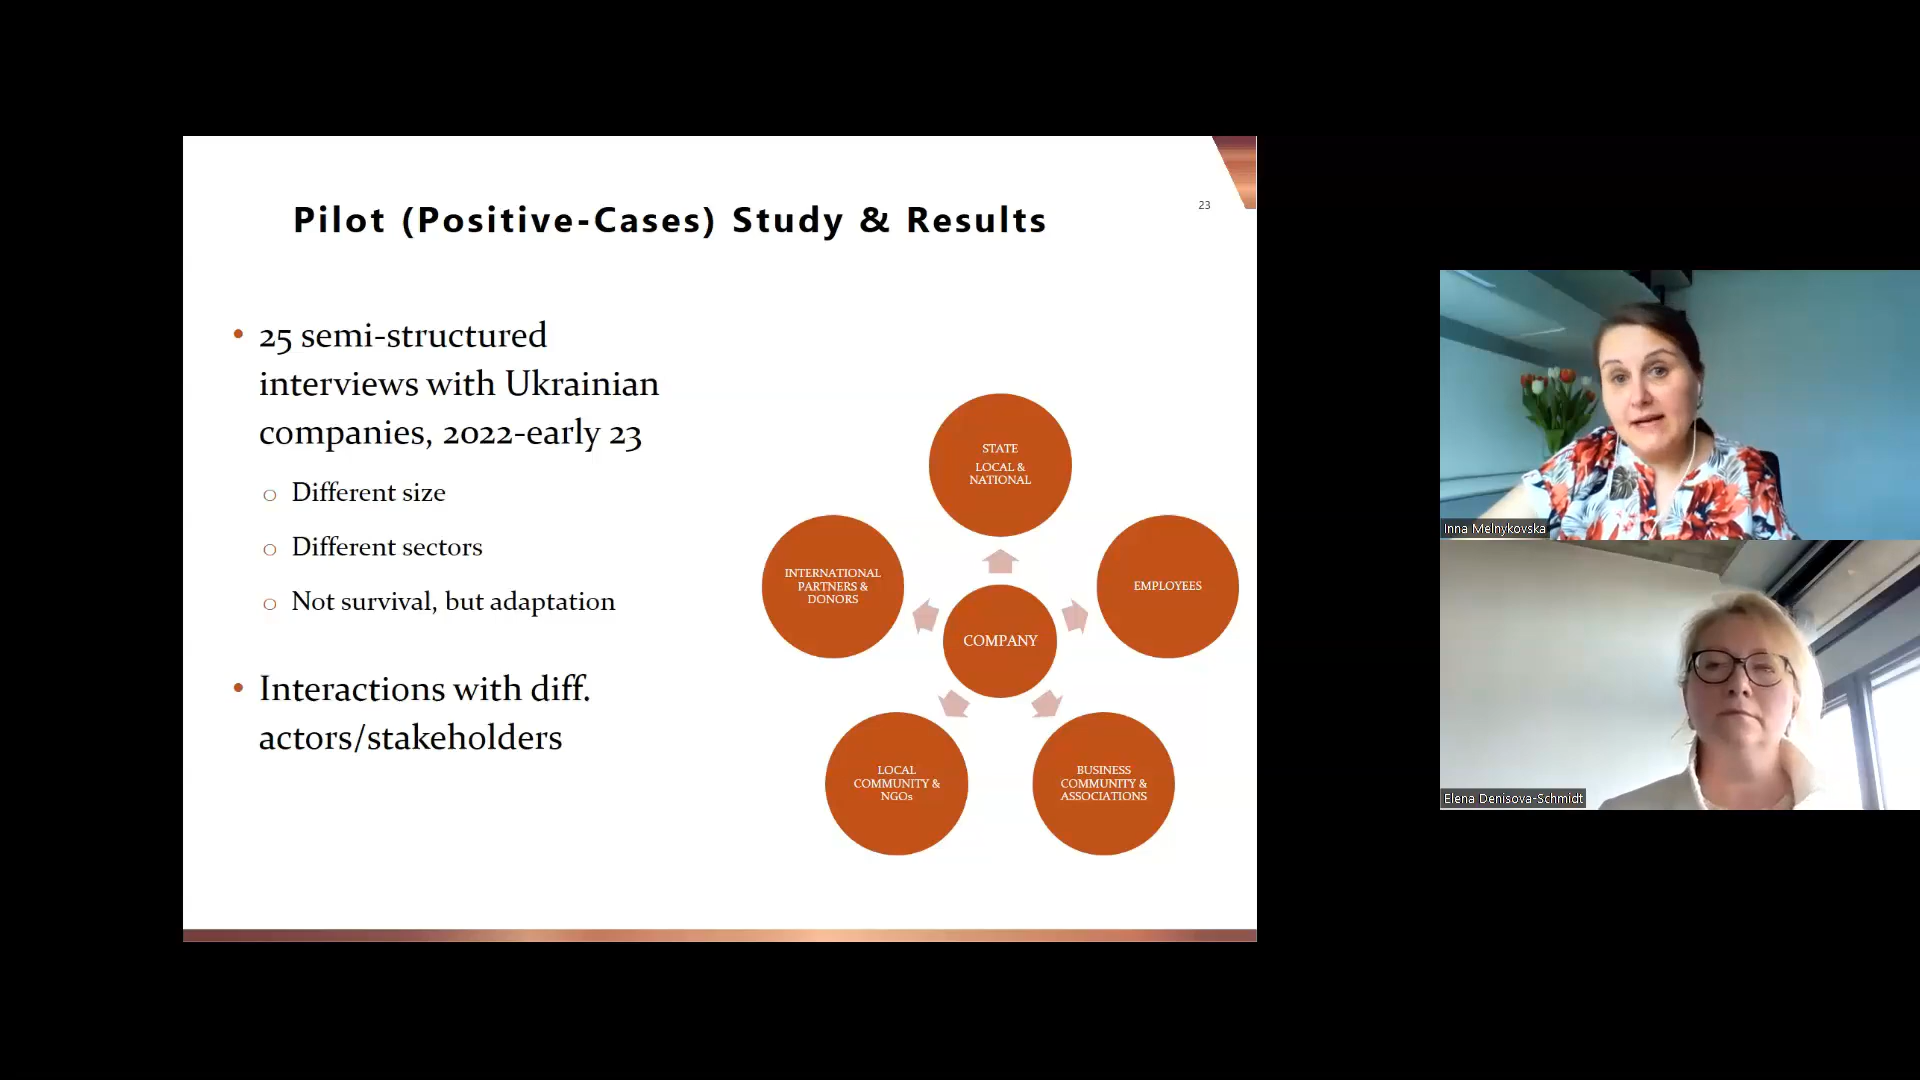 Pilot (Positive-Cases) Study & Results
23
• 25 semi-structured
interviews with Ukrainian
companies, 2022-early 23
o Different size
o Different sectors
o Not survival, but adaptation
• Interactions with diff.
actors/stakeholders
STATE
LOCAL &
NATIONAL
INTERNATIONAL
PARTNERS &
DONORS
EMPLOYEES
COMPANY
LOCAL
COMMUNITY &
NGOs
BUSINESS
COMMUNITY &
ASSOCIATIONS
Inna Melnykovska
Elena Denisova-Schmidt